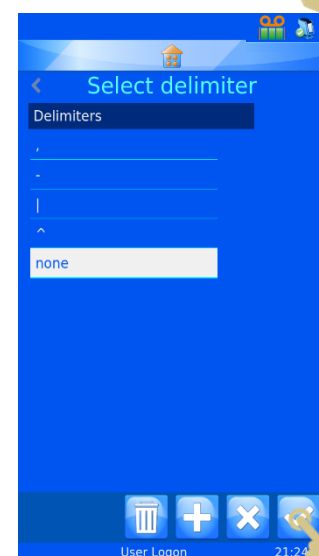 Select delimiter
Delimiters
,
-
|
^
none
User Logon 21:24